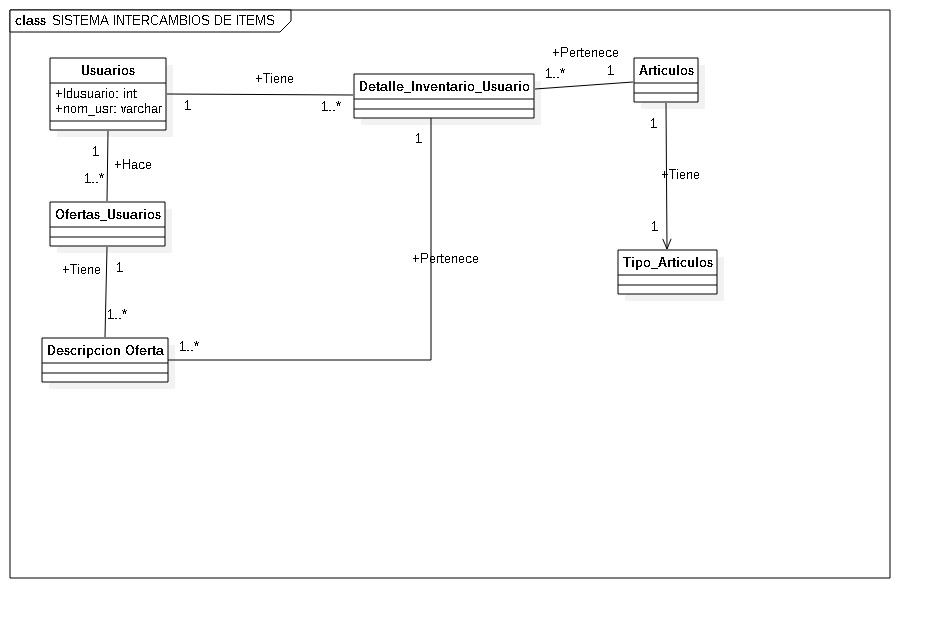 class SISTEMA INTERCAMBIOS DE ITEMS
Usuarios
+Idusuario: int
+nom_usr: varchar
+Tiene
1
1..*
Detalle_Inventario_Usuario
+Pertenece
1..*
1
Articulos
1
+Hace
1..*
Ofertas_Usuarios
1
+Tiene
1
Tipo_Articulos
+Tiene
1
1..*
Descripcion Oferta
1..*
1
+Pertenece